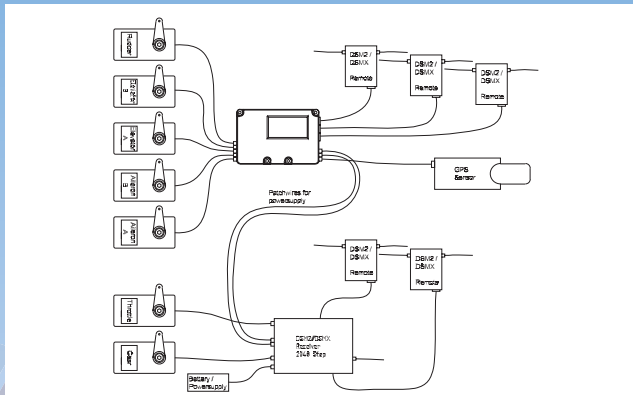 Rudder
Elevator
B
Elevator
A
Aileron
B
Aileron
A
Throttle
Gear
DSM2 /
DSMX
Remote
DSM2 /
DSMX
Remote
DSM2 /
DSMX
Remote
GPS
Sensor
Patchwires for
powersupply
DSM2 /
DSMX
Remote
DSM2 /
DSMX
Remote
DSM2/DSMX
Receiver
2048 Step
Battery /
Powersupply